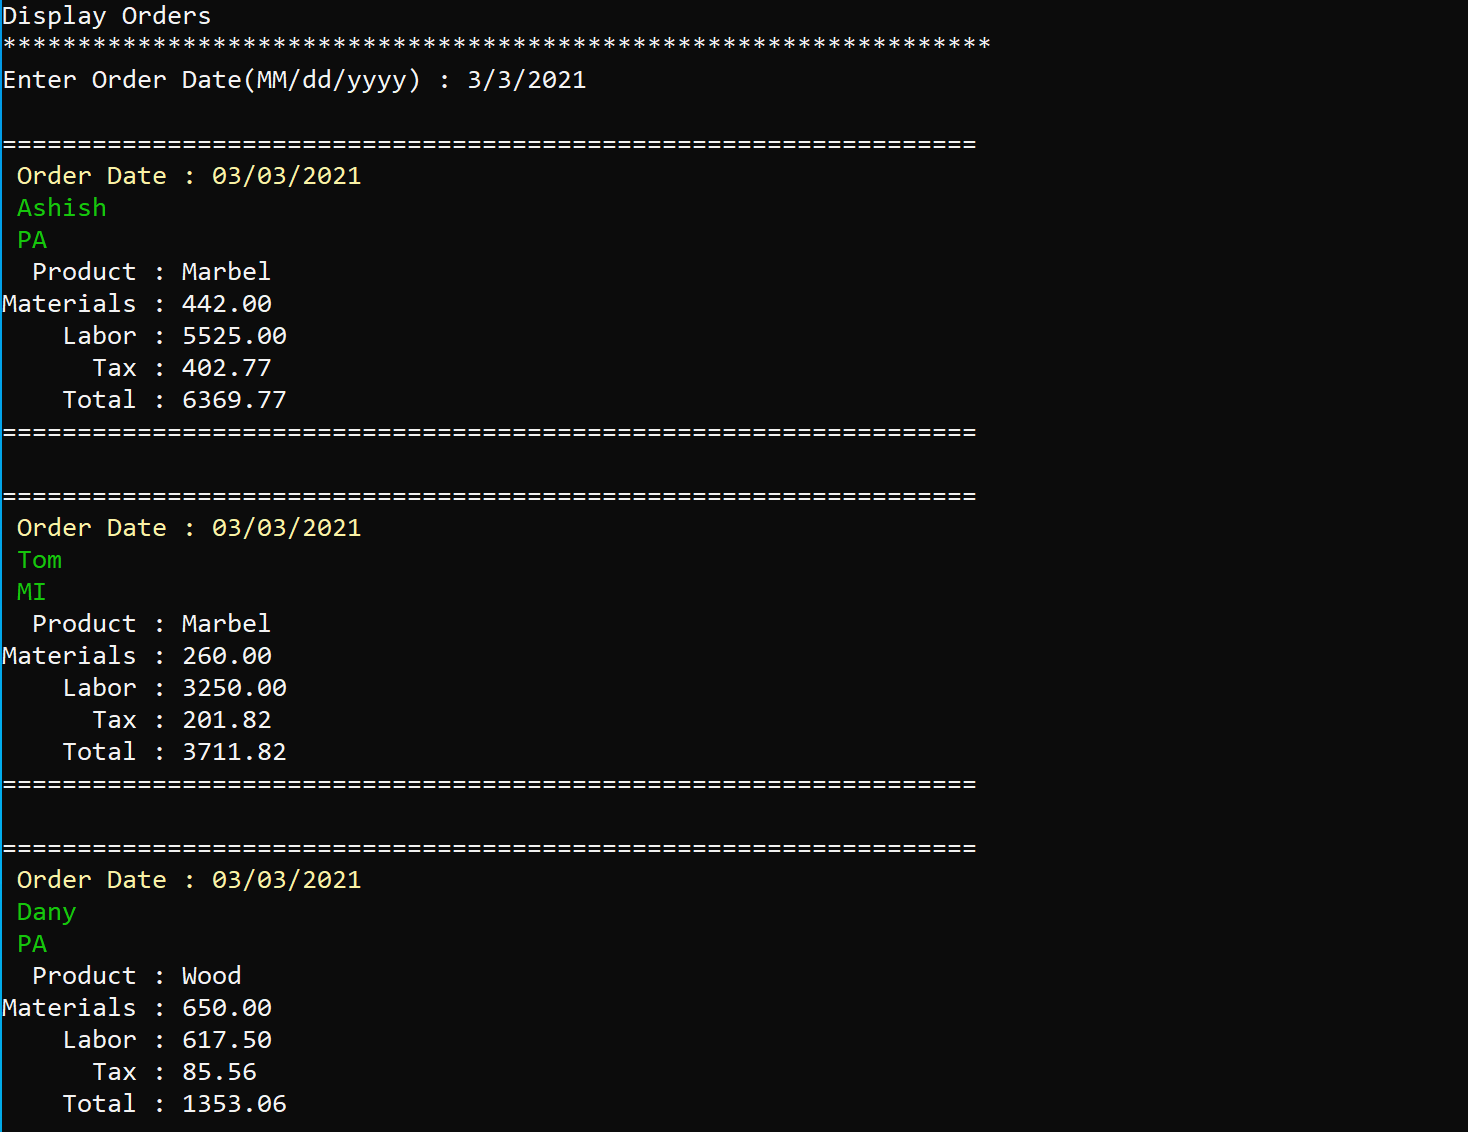 Display Orders
******************************************************************
Enter Order Date(MM/dd/yyyy) : 3/3/2021
=================================================================
Order Date : 03/03/2021
Ashish
PA
Product : Marbel
Materials : 442.00
Labor : 5525.00
Tax : 402.77
Total : 6369.77
=================================================================
=================================================================
Order Date : 03/03/2021
Tom
MI
Product : Marbel
Materials : 260.00
Labor : 3250.00
Tax : 201.82
Total : 3711.82
=================================================================
=================================================================
Order Date : 03/03/2021
Dany
PA
Product : Wood
Materials : 650.00
Labor : 617.50
Tax : 85.56
Total : 1353.06